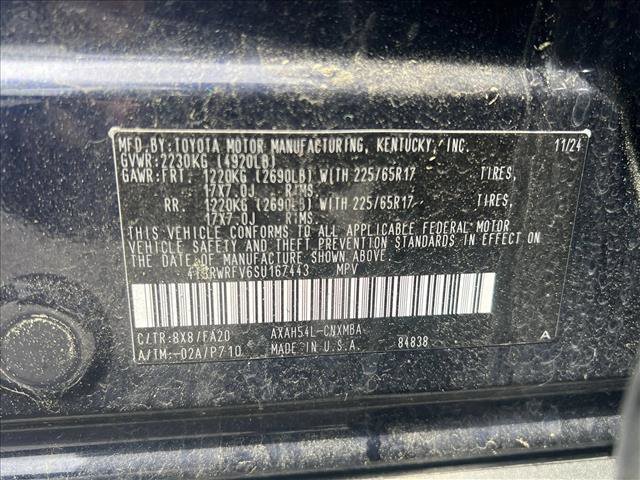 MFD.BY:TOYOTA MOTOR MANUFACTURING, KENTUCKY, INC. 11/24
GVWR:2230KG (4920LB)
GAWR:FRT. 1220KG (2690LB) WITH 225/65R17 TIRES,
17X7.0J RIMS.
RR. 1220KG (2690LB) WITH 225/65R17 TIRES,
17X7.0J RIMS.
THIS VEHICLE CONFORMS TO ALL APPLICABLE FEDERAL MOTOR
VEHICLE SAFETY AND THEFT PREVENTION STANDARDS IN EFFECT ON
THE DATE OF MANUFACTURE SHOWN ABOVE.
MPV
C/TR:8X8/FA20 AXAH54L-CNXMBA A
A/TM:-02A/P710 MADE IN U.S.A. 84838